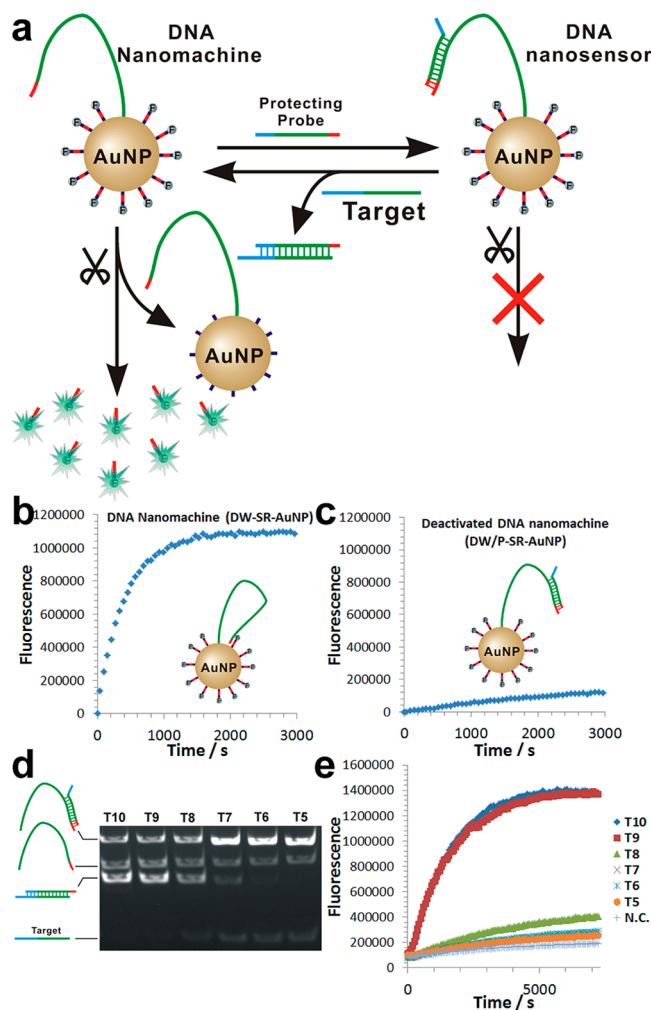 a
DNA
Nanomachine
DNA
nanosensor
Protecting
Probe
F
AuNP
AuNP
Target
AuNP
b
DNA Nanomachine (DW-SR-AuNP)
1200000
1000000
800000
600000
400000
200000
0
Fluorescence
AuNP
0 1000 2000 3000
Time / s
c
Deactivated DNA nanomachine
(DW/P-SR-AuNP)
1200000
1000000
800000
600000
400000
200000
0
Fluorescence
AuNP
0 1000 2000 3000
Time / s
d
T10 T9 T8 T7 T6 T5
Target
e
1600000
1400000
1200000
1000000
800000
600000
400000
200000
0
Fluorescence
0 5000
Time / s
T10
T9
T8
T7
T6
T5
N.C.